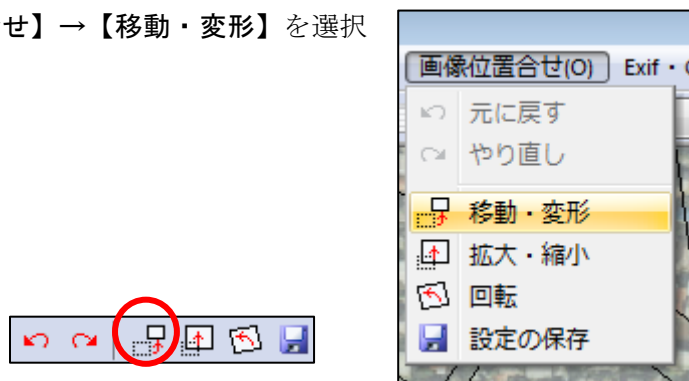 せ】→【移動・変形】を選択
画像位置合せ(O) Exif・
元に戻す
やり直し
移動・変形
拡大・縮小
回転
設定の保存